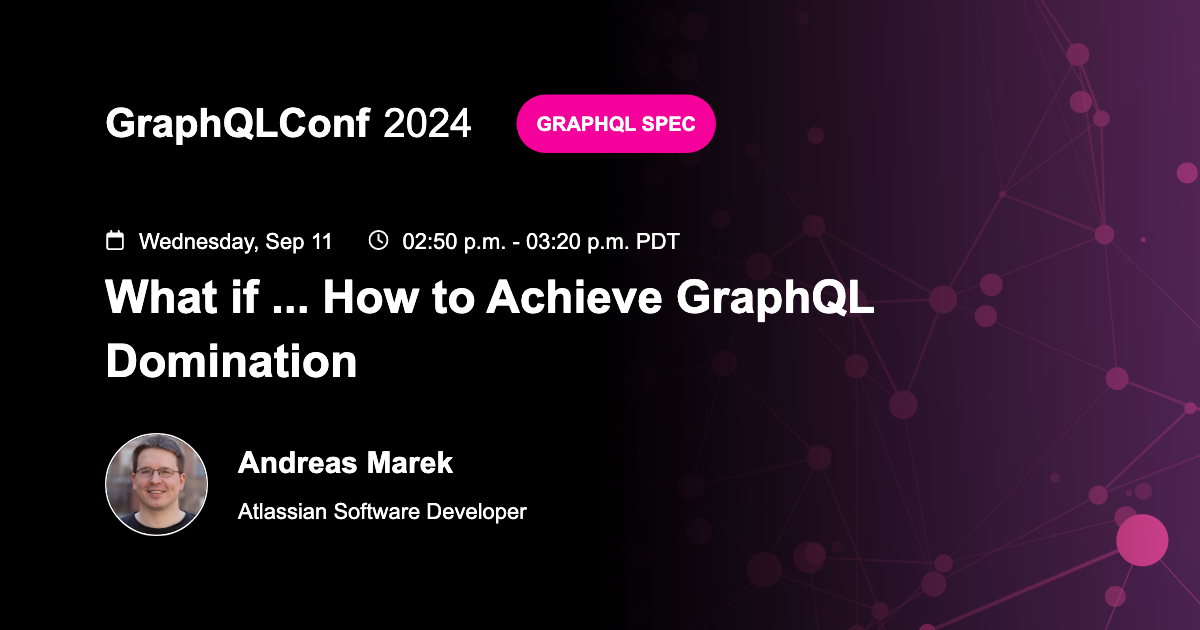 GraphQLConf 2024
GRAPHQL SPEC
Wednesday, Sep 11
02:50 p.m. - 03:20 p.m. PDT
What if ... How to Achieve GraphQL
Domination
Andreas Marek
Atlassian Software Developer